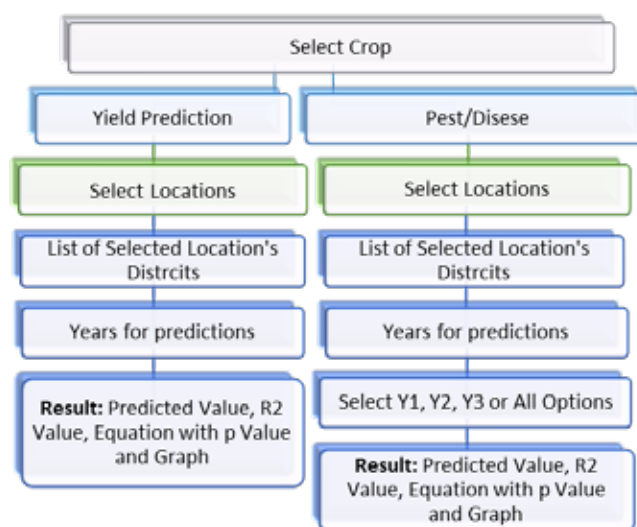 Select Crop
Yield Prediction
Select Locations
List of Selected Location's
Distrcits
Years for predictions
Result: Predicted Value, R2
Value, Equation with p Value
and Graph
Pest/Disese
Select Locations
List of Selected Location's
Distrcits
Years for predictions
Select Y1, Y2, Y3 or All Options
Result: Predicted Value, R2
Value, Equation with p Value
and Graph